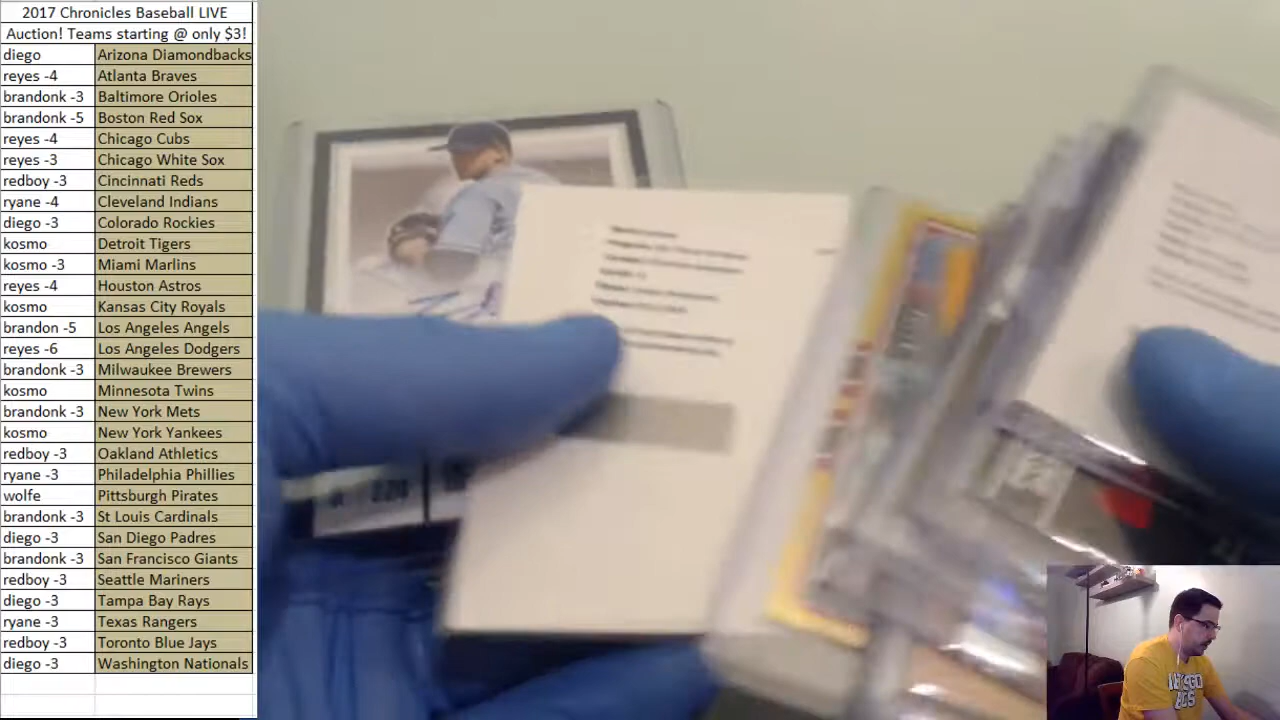 2017 Chronicles Baseball LIVE
Auction! Teams starting @ only $3!
diego Arizona Diamondbacks
reyes -4 Atlanta Braves
brandonk -3 Baltimore Orioles
brandonk -5 Boston Red Sox
reyes -4 Chicago Cubs
reyes -3 Chicago White Sox
redboy -3 Cincinnati Reds
ryane -4 Cleveland Indians
diego -3 Colorado Rockies
kosmo Detroit Tigers
kosmo -3 Miami Marlins
reyes -4 Houston Astros
kosmo Kansas City Royals
brandon -5 Los Angeles Angels
reyes -6 Los Angeles Dodgers
brandonk -3 Milwaukee Brewers
kosmo Minnesota Twins
brandonk -3 New York Mets
kosmo New York Yankees
redboy -3 Oakland Athletics
ryane -3 Philadelphia Phillies
wolfe Pittsburgh Pirates
brandonk -3 St Louis Cardinals
diego -3 San Diego Padres
brandonk -3 San Francisco Giants
redboy -3 Seattle Mariners
diego -3 Tampa Bay Rays
ryane -3 Texas Rangers
redboy -3 Toronto Blue Jays
diego -3 Washington Nationals